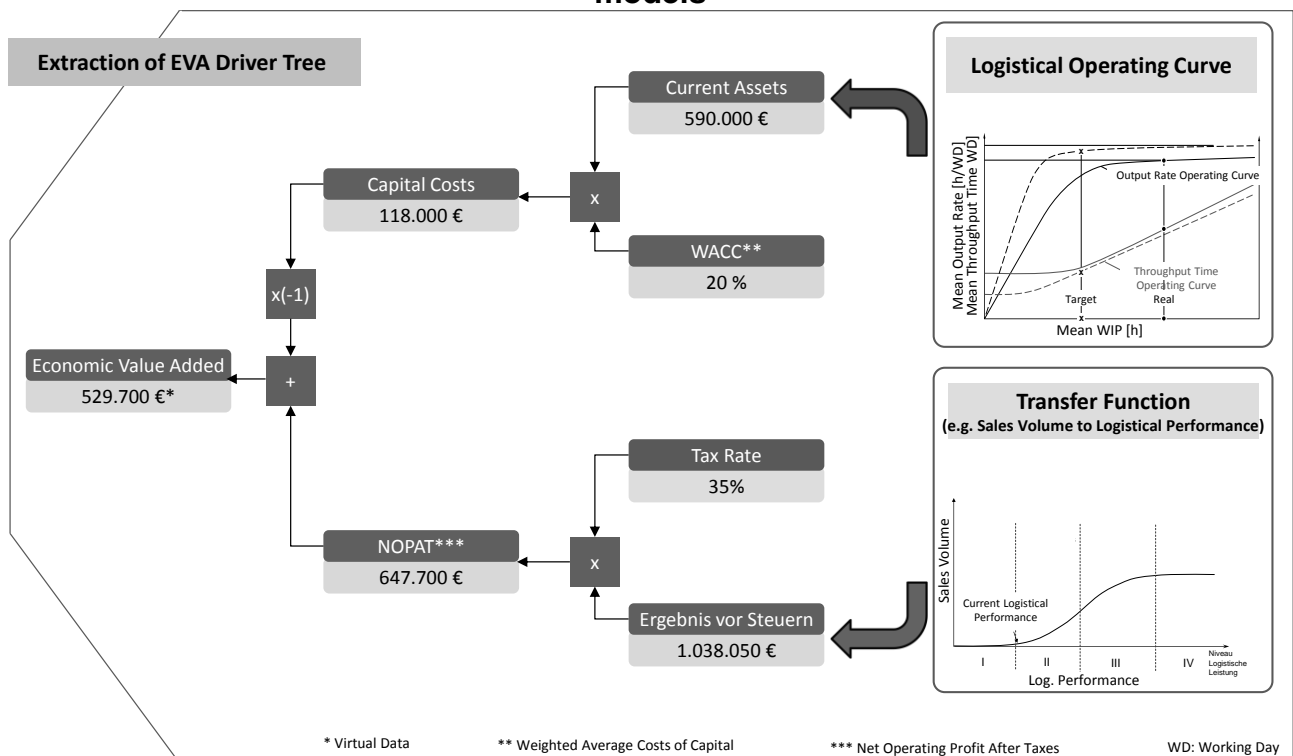 models
Extraction of EVA Driver Tree
Current Assets
590.000 €
Capital Costs
118.000 €
x
WACC**
20 %
x(-1)
Economic Value Added
529.700 €*
+
Tax Rate
35%
NOPAT***
647.700 €
x
Ergebnis vor Steuern
1.038.050 €
Logistical Operating Curve
Mean Output Rate [h/WD]
Mean Throughput Time WD]
Output Rate Operating Curve
Throughput Time
Operating Curve
Target
Real
x
x
x
Mean WIP [h]
Transfer Function
(e.g. Sales Volume to Logistical Performance)
Sales Volume
Current Logistical
Performance
I
II
III
IV
Niveau
Logistische
Leistung
Log. Performance
* Virtual Data
** Weighted Average Costs of Capital
*** Net Operating Profit After Taxes
WD: Working Day